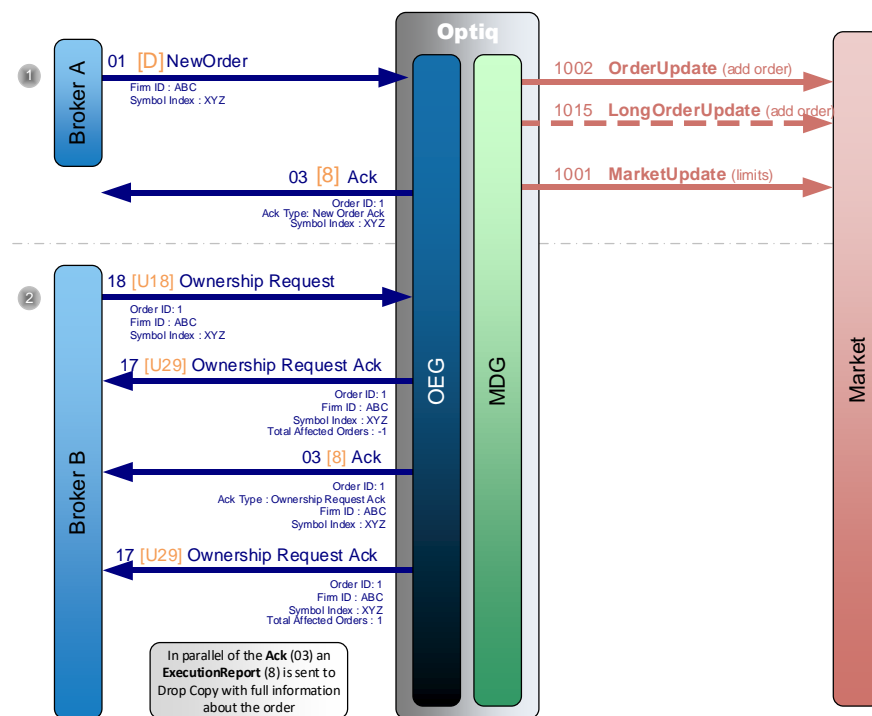 Optiq
1
Broker A
01 [D]NewOrder
Firm ID : ABC
Symbol Index : XYZ
1002 OrderUpdate (add order)
1015 LongOrderUpdate (add order)
03 [8] Ack
Order ID: 1
Ack Type: New Order Ack
Symbol Index : XYZ
1001 MarketUpdate (limits)
2
Broker B
18 [U18] Ownership Request
Order ID: 1
Firm ID : ABC
Symbol Index : XYZ
17 [U29] Ownership Request Ack
Order ID: 1
Firm ID : ABC
Symbol Index : XYZ
Total Affected Orders : -1
03 [8] Ack
Order ID: 1
Ack Type : Ownership Request Ack
Firm ID : ABC
Symbol Index : XYZ
17 [U29] Ownership Request Ack
Order ID: 1
Firm ID : ABC
Symbol Index : XYZ
Total Affected Orders : 1
OEG
MDG
Market
In parallel of the Ack (03) an
ExecutionReport (8) is sent to
Drop Copy with full information
about the order